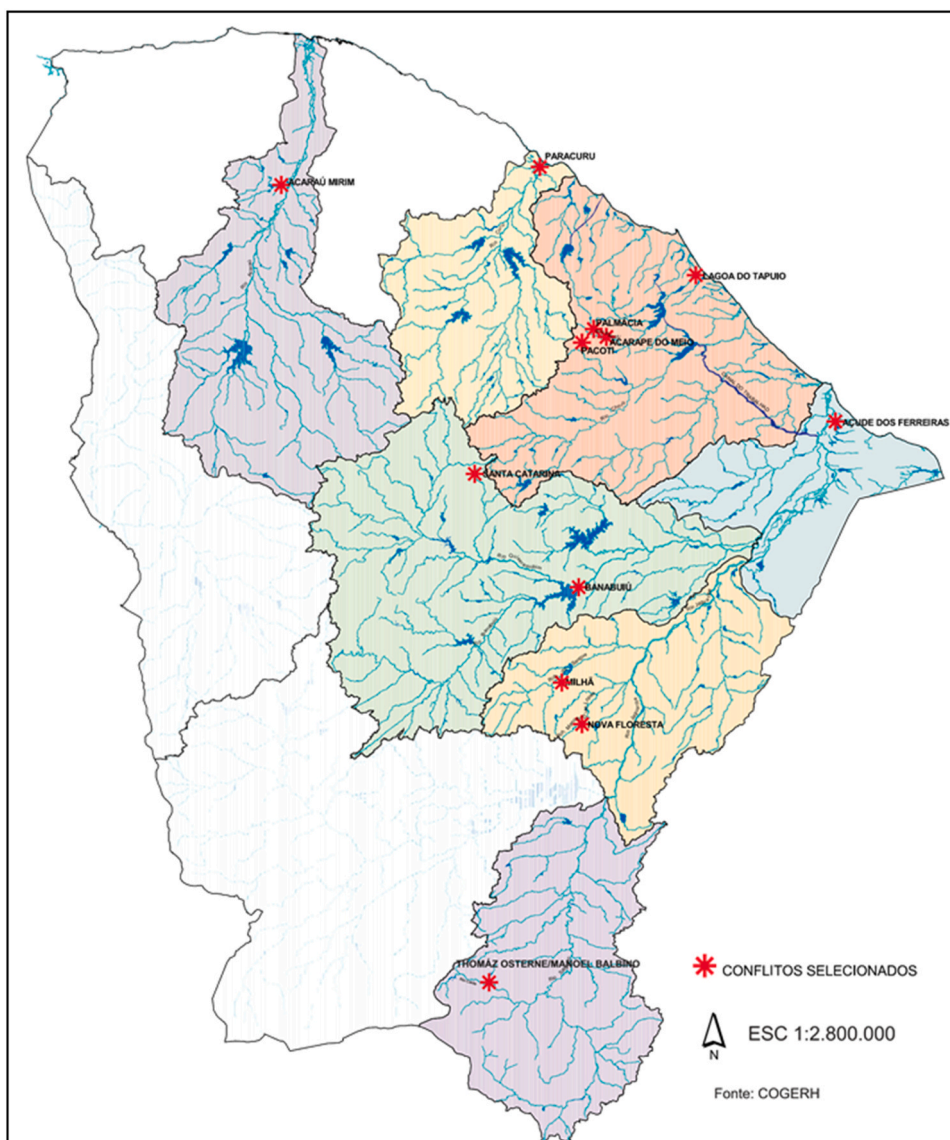 PARACURU
ACARAÚ MIRIM
LAGOA DO TAPUIO
PALMÁCIA
ACARAPE DO MEIO
PACOTI
AÇUDE DOS FERREIRAS
SANTA CATARINA
BANABUIÚ
MILHÃ
NOVA FLORESTA
THOMÁZ OSTERNE/MANOEL BALBINO
CONFLITOS SELECIONADOS
N
ESC 1:2.800.000
Fonte: COGERH